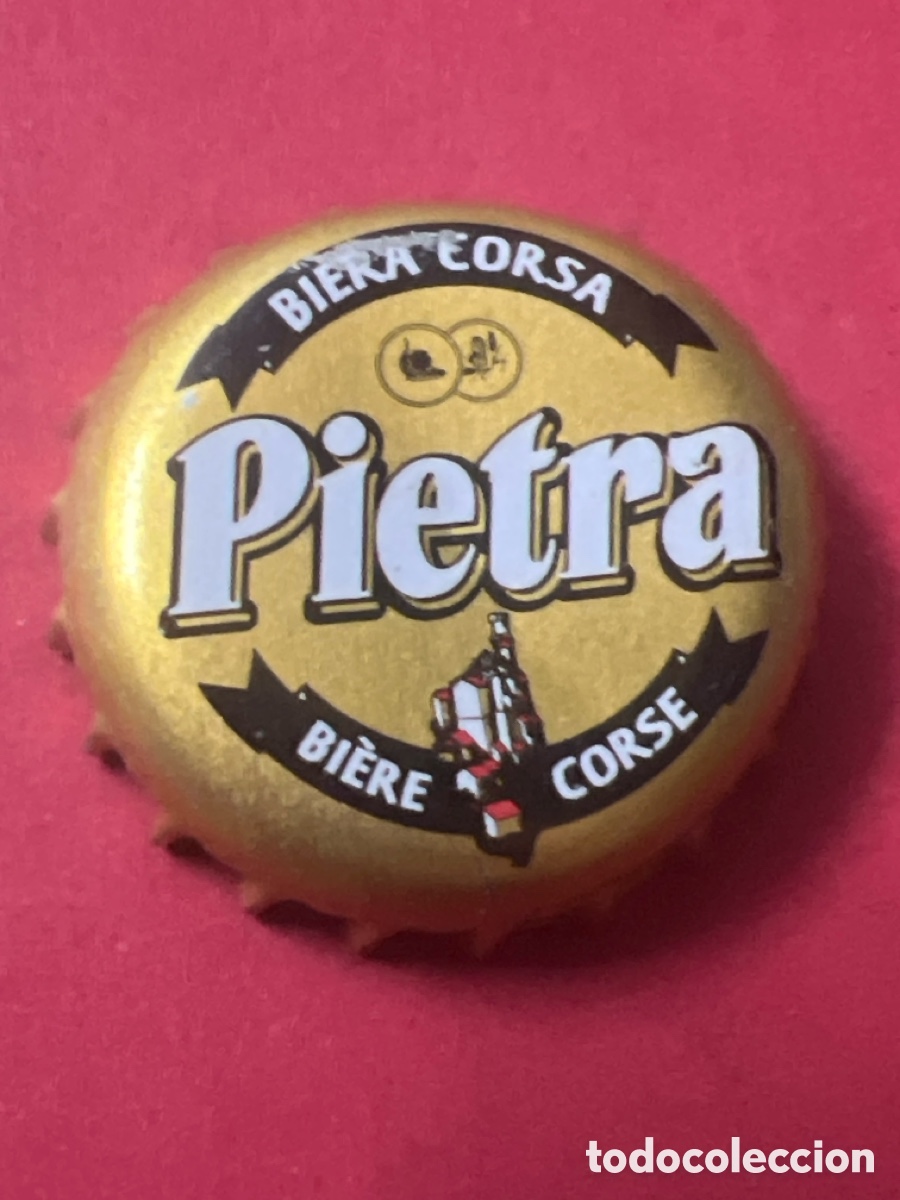 BIERA CORSA
Pietra
BIÈRE CORSE
todocoleccion